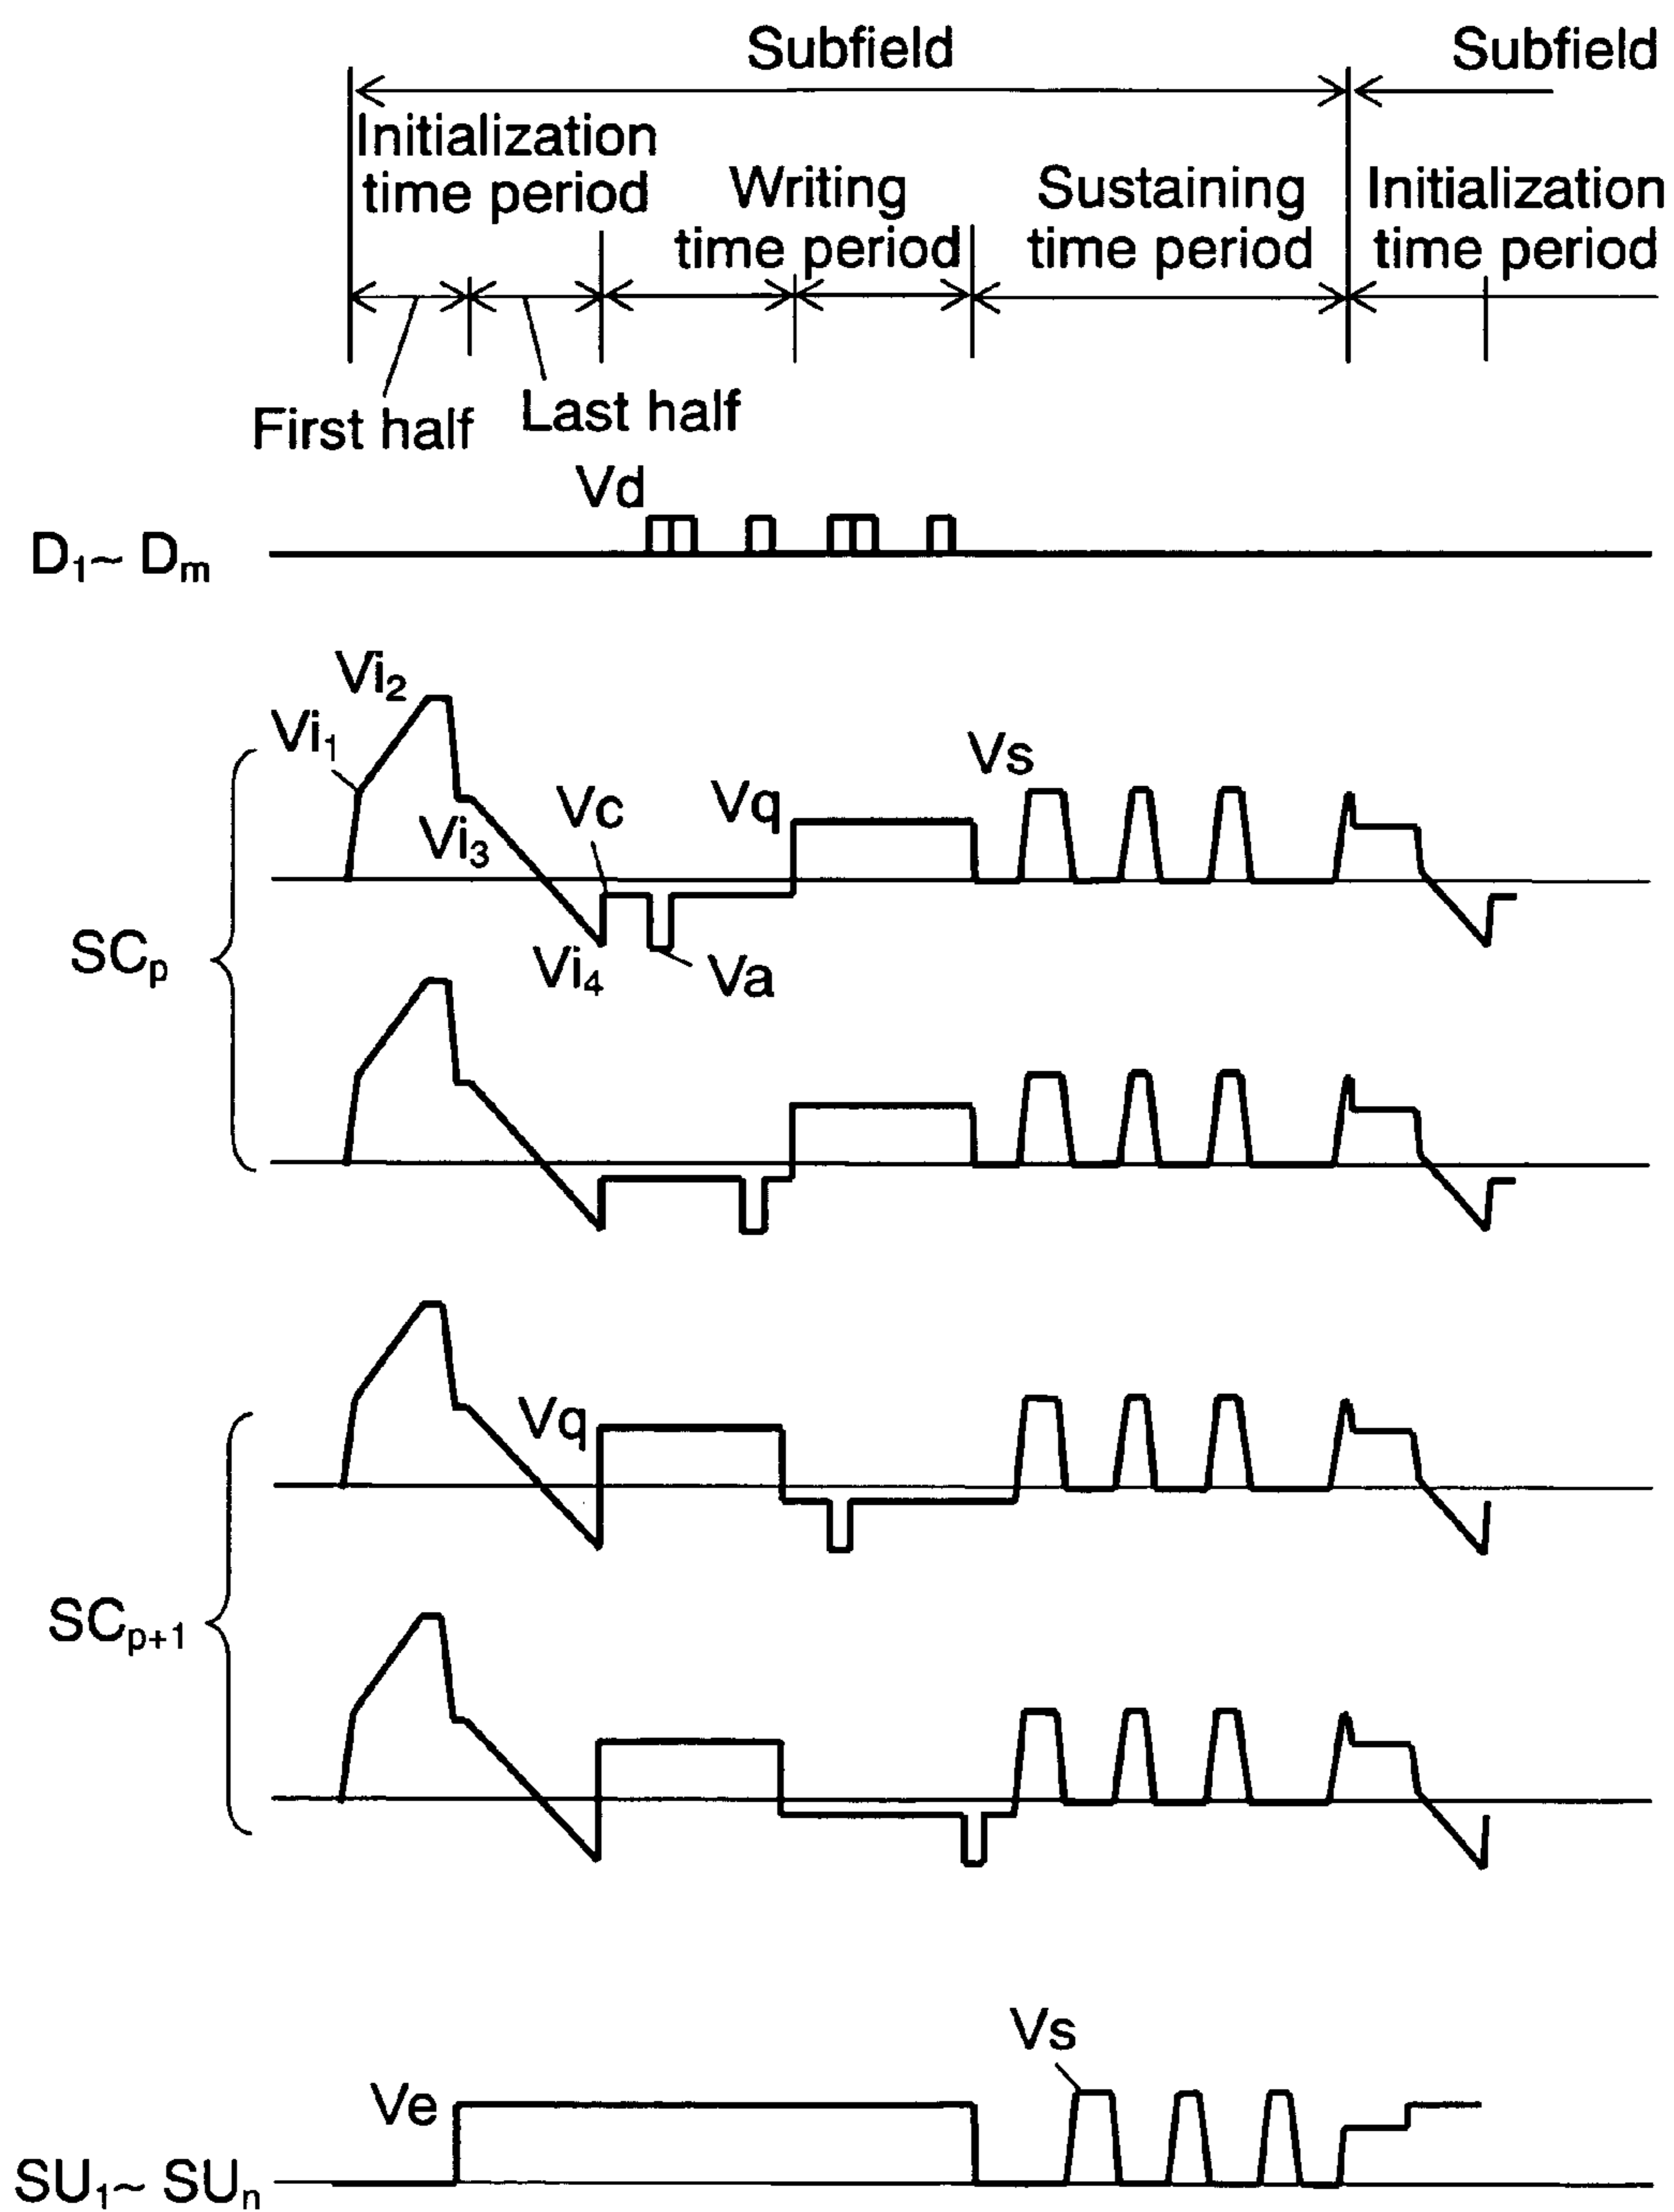 Subfield
Subfield
Initialization
time period
Writing
time period
Sustaining
time period
Initialization
time period
First half
Last half
Vd
D₁~ Dₘ
Vi₂
Vi₁
Vs
Vc
Vq
Vi₃
SCₚ
Vi₄
Va
Vq
SCₚ₊₁
Vs
Ve
SU₁~ SUₙ